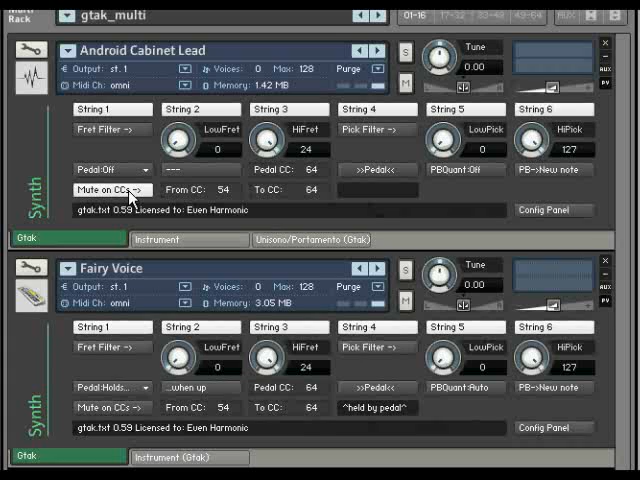 Rack
gtak_multi
01-16 17-32 33-48 49-64 AUX
Android Cabinet Lead
Output: st. 1 Voices: 0 Max: 128 Purge
Midi Ch: omni Memory: 1.42 MB
S
M
Tune
0.00
AUX
PV
String 1 String 2 String 3 String 4 String 5 String 6
Fret Filter -> LowFret HiFret Pick Filter -> LowPick HiPick
0 24 0 127
Pedal:Off --- Pedal CC: 64 >>Pedal<< PBQuant:Off PB->New note
Mute on CCs -> From CC: 54 To CC: 64
gtak.txt 0.59 Licensed to: Even Harmonic Config Panel
Synth
Gtak Instrument Unisono/Portamento (Gtak)
Fairy Voice
Output: st. 1 Voices: 0 Max: 128 Purge
Midi Ch: omni Memory: 3.05 MB
S
M
Tune
0.00
AUX
PV
String 1 String 2 String 3 String 4 String 5 String 6
Fret Filter -> LowFret HiFret Pick Filter -> LowPick HiPick
0 24 0 127
Pedal:Holds... ...when up Pedal CC: 64 >>Pedal<< PBQuant:Auto PB->New note
Mute on CCs -> From CC: 54 To CC: 64 ^held by pedal^
gtak.txt 0.59 Licensed to: Even Harmonic Config Panel
Synth
Gtak Instrument (Gtak)